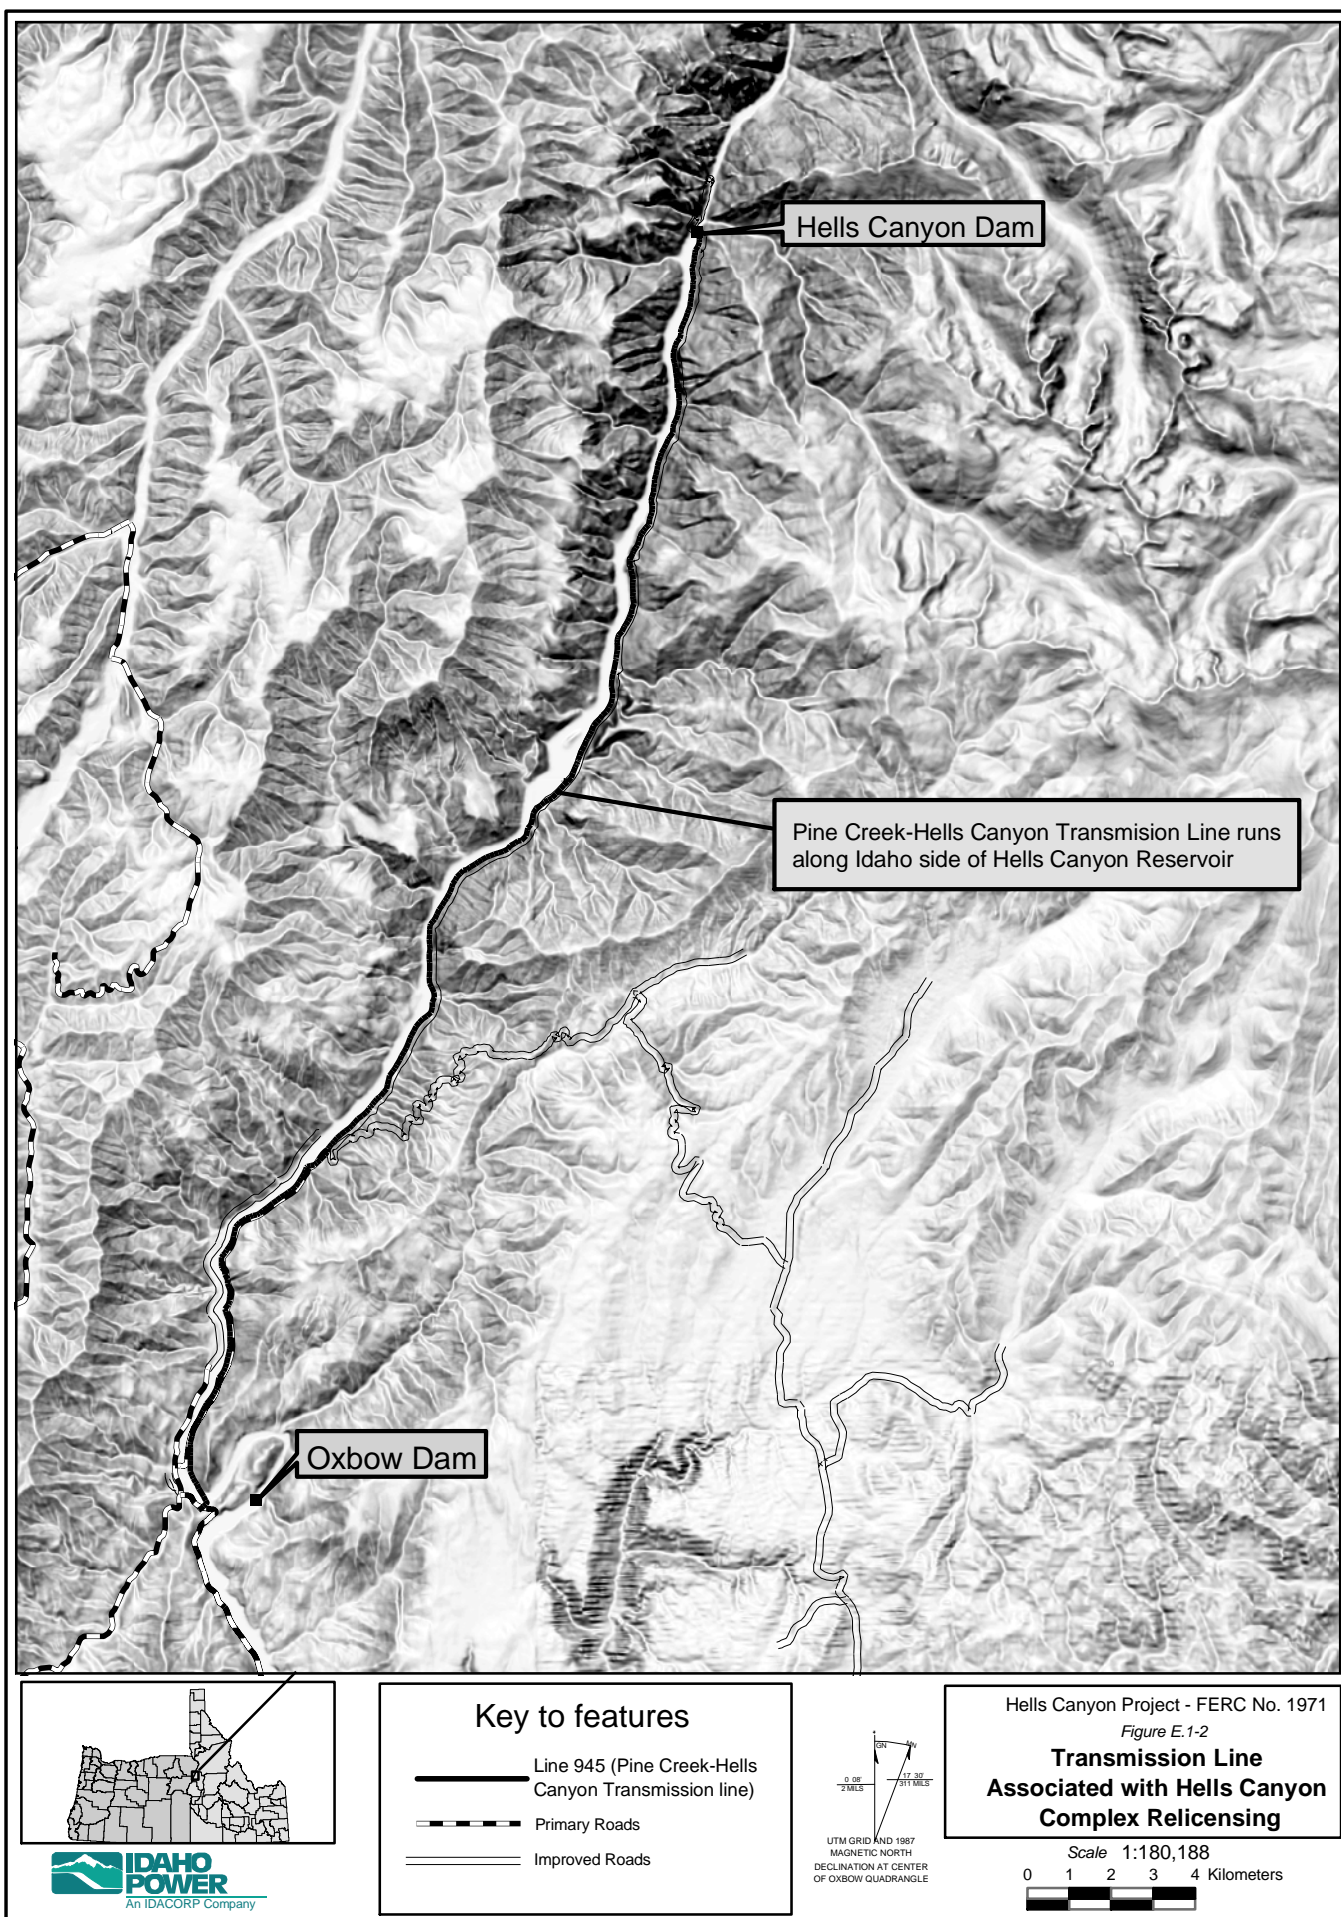 Hells Canyon Dam
Pine Creek-Hells Canyon Transmision Line runs
along Idaho side of Hells Canyon Reservoir
Oxbow Dam
Key to features
Line 945 (Pine Creek-Hells
Canyon Transmission line)
Primary Roads
Improved Roads
IDAHO
POWER
An IDACORP Company
GN
MN
0 08'
2 MILS
17 30'
311 MILS
UTM GRID AND 1987
MAGNETIC NORTH
DECLINATION AT CENTER
OF OXBOW QUADRANGLE
Hells Canyon Project - FERC No. 1971
Figure E.1-2
Transmission Line
Associated with Hells Canyon
Complex Relicensing
Scale 1:180,188
0 1 2 3 4 Kilometers